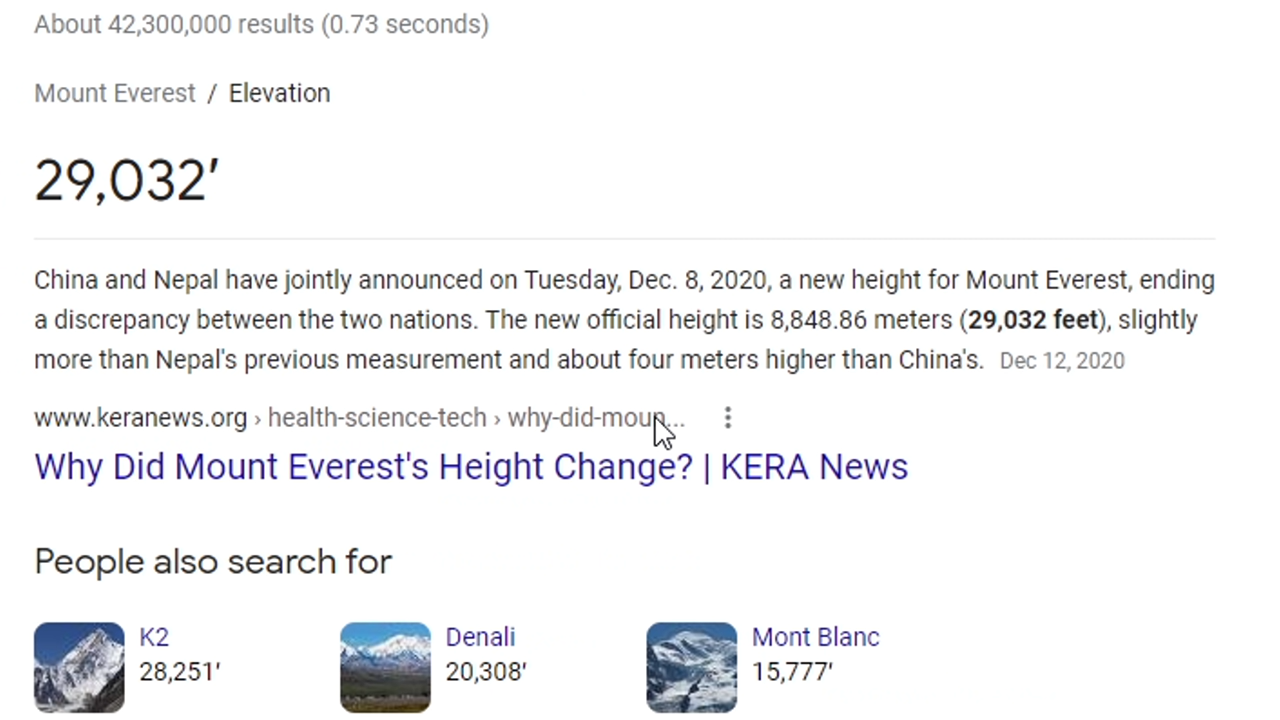 About 42,300,000 results (0.73 seconds)
Mount Everest / Elevation
29,032′
China and Nepal have jointly announced on Tuesday, Dec. 8, 2020, a new height for Mount Everest, ending
a discrepancy between the two nations. The new official height is 8,848.86 meters (29,032 feet), slightly
more than Nepal's previous measurement and about four meters higher than China's. Dec 12, 2020
www.keranews.org › health-science-tech › why-did-moun...
Why Did Mount Everest's Height Change? | KERA News
People also search for
K2
28,251′
Denali
20,308′
Mont Blanc
15,777′